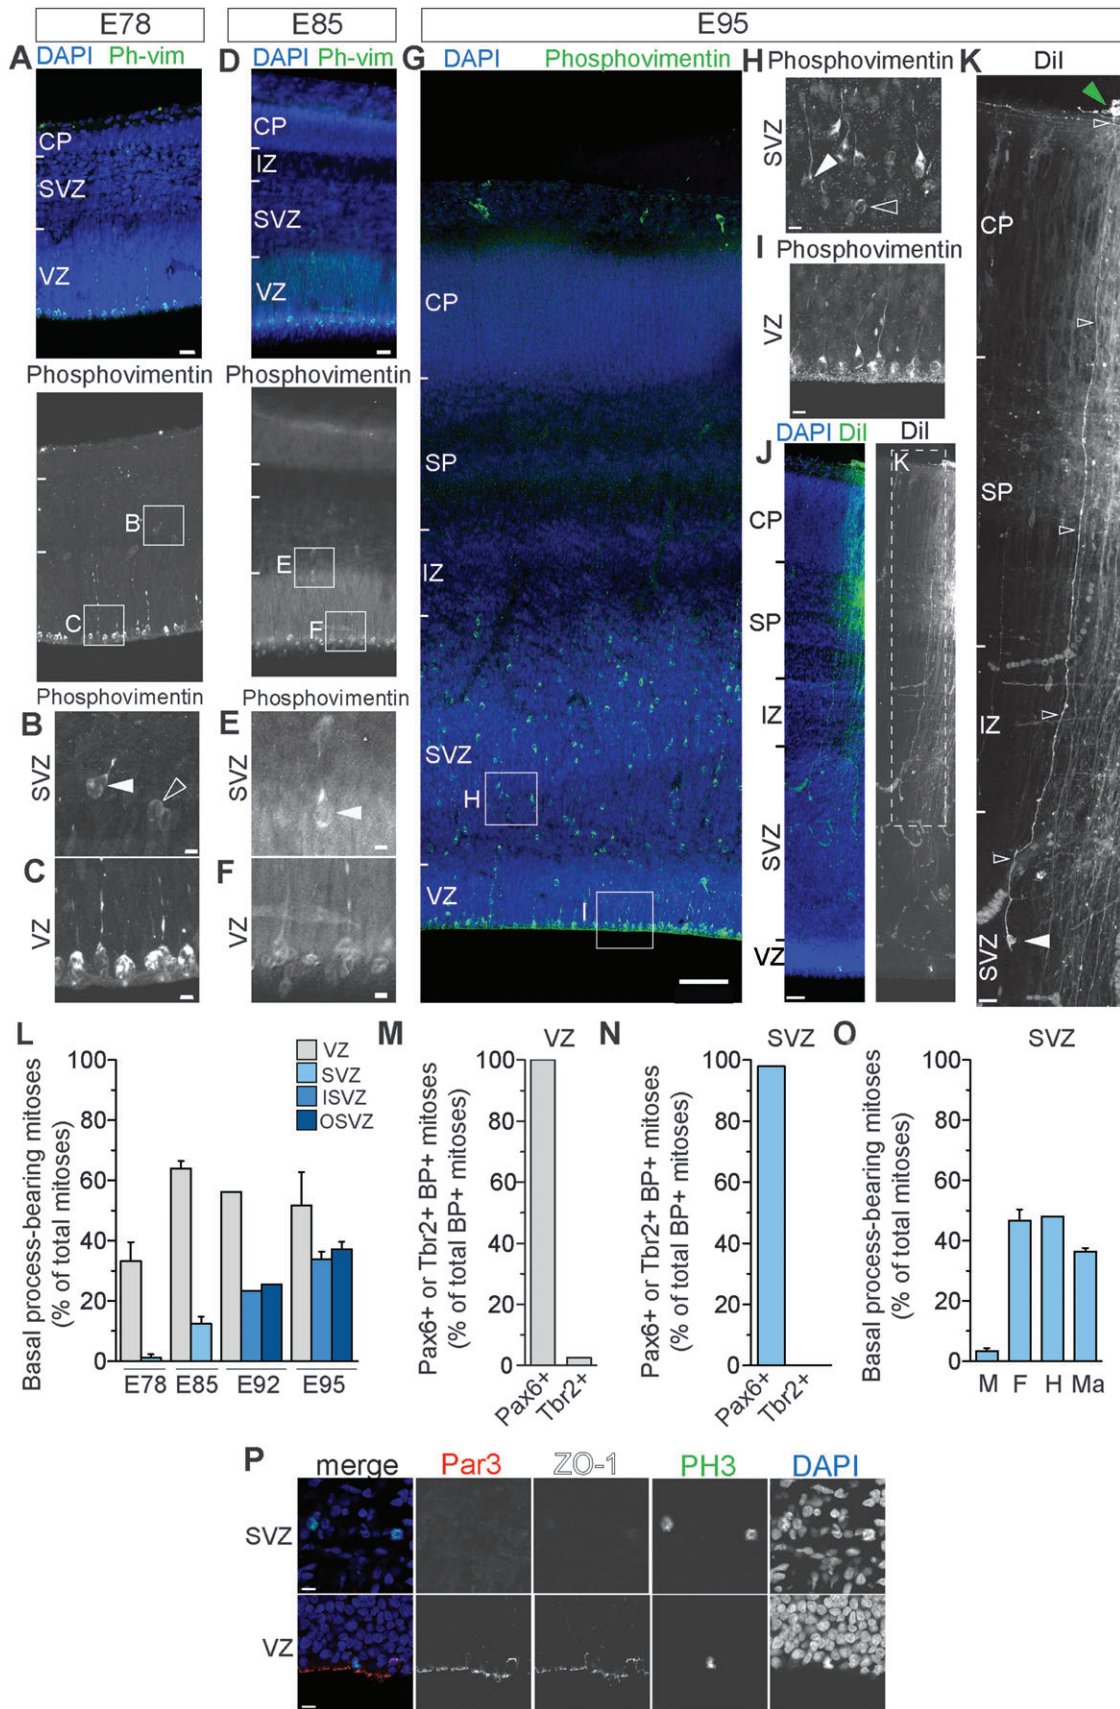 E78
E85
E95
A
DAPI Ph-vim
CP
SVZ
VZ
Phosphovimentin
B
C
Phosphovimentin
B
SVZ
C
VZ
D
DAPI Ph-vim
CP
IZ
SVZ
VZ
Phosphovimentin
E
F
Phosphovimentin
E
SVZ
F
VZ
G
DAPI Phosphovimentin
CP
SP
IZ
SVZ
H
VZ
I
H
Phosphovimentin
SVZ
I
Phosphovimentin
VZ
J
DAPI DiI
DiI
K
CP
SP
IZ
SVZ
VZ
K
DiI
CP
SP
IZ
SVZ
L
Basal process-bearing mitoses
(% of total mitoses)
100
80
60
40
20
0
VZ
SVZ
ISVZ
OSVZ
E78 E85 E92 E95
M
VZ
Pax6+ or Tbr2+ BP+ mitoses
(% of total BP+ mitoses)
100
80
60
40
20
0
Pax6+
Tbr2+
N
SVZ
Pax6+ or Tbr2+ BP+ mitoses
(% of total BP+ mitoses)
100
80
60
40
20
0
Pax6+
Tbr2+
O
SVZ
Basal process-bearing mitoses
(% of total mitoses)
100
80
60
40
20
0
M F H Ma
P
merge Par3 ZO-1 PH3 DAPI
SVZ
VZ